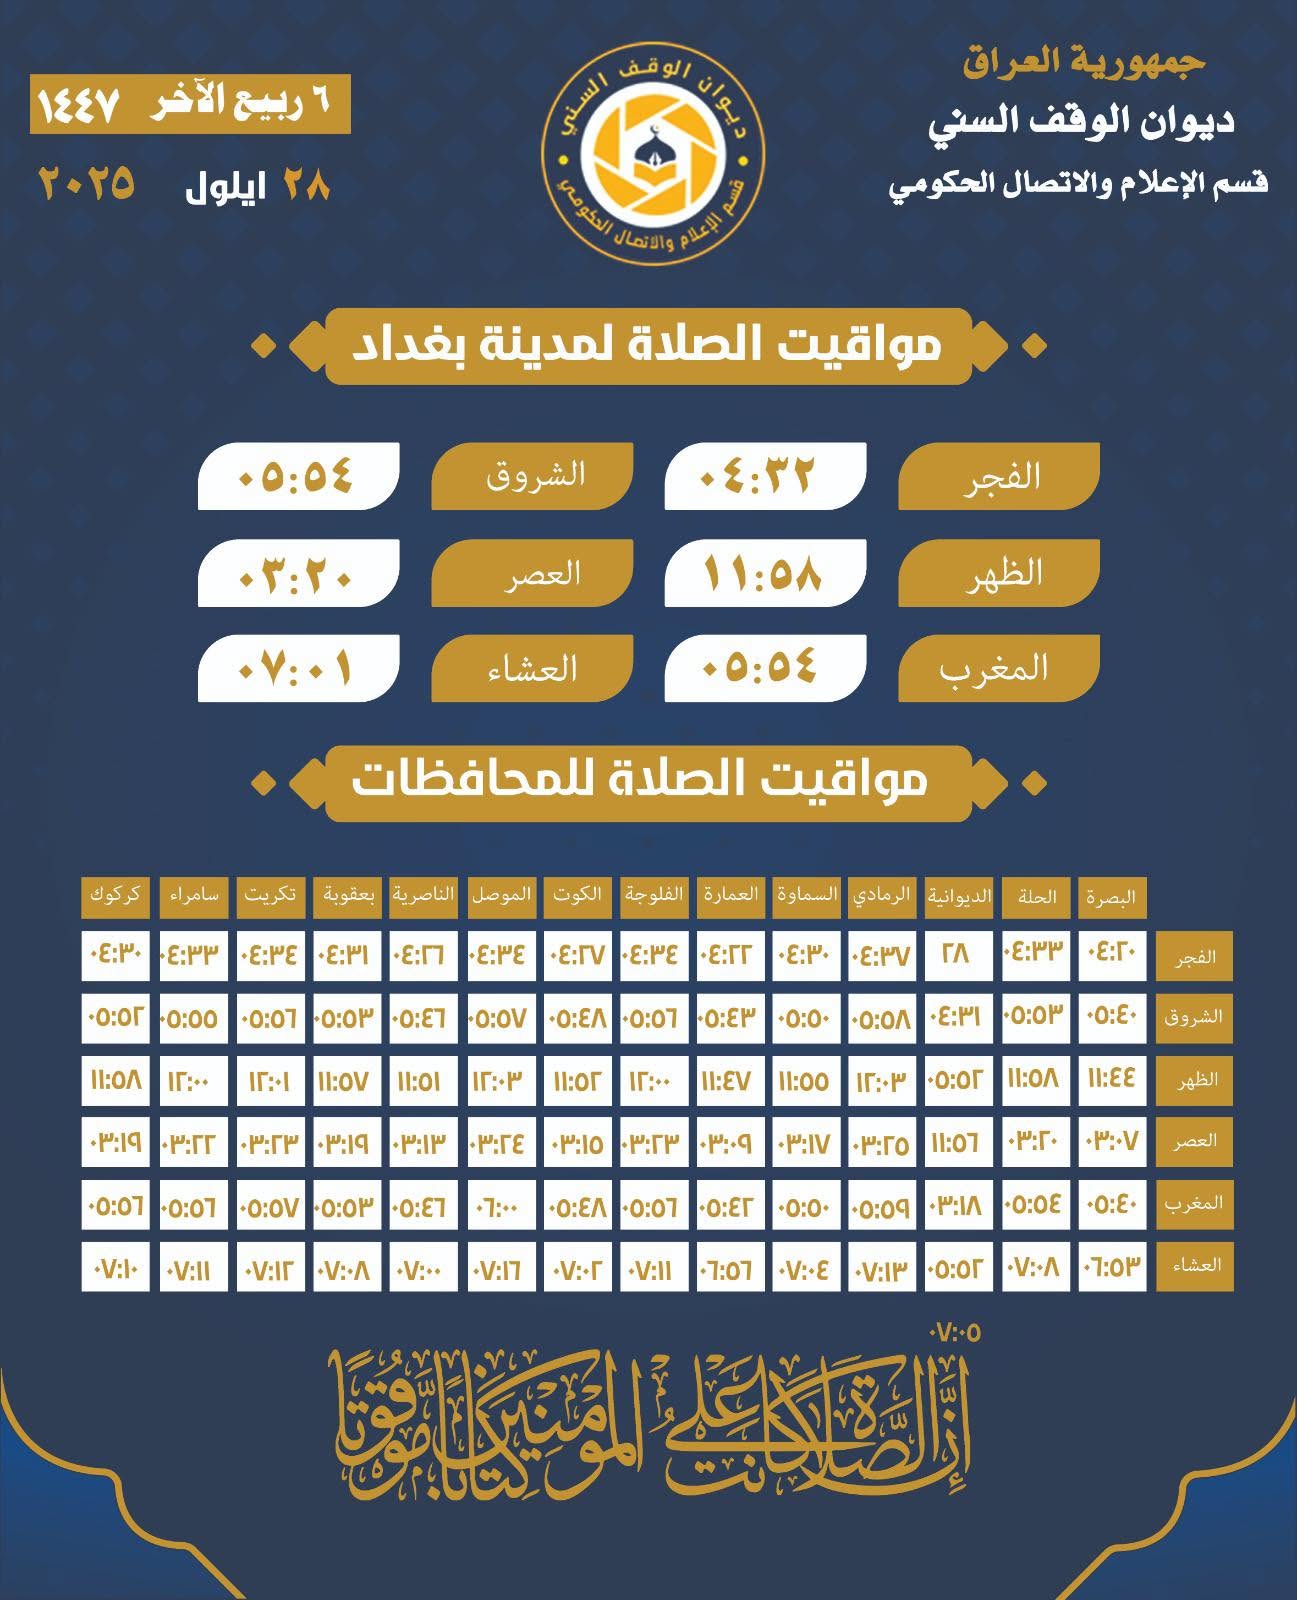 جمهورية العراق
ديوان الوقف السني
قسم الإعلام والاتصال الحكومي
ديوان الوقف السني
قسم الإعلام والاتصال الحكومي
٦ ربيع الآخر ١٤٤٧
٢٨ ايلول ٢٠٢٥
مواقيت الصلاة لمدينة بغداد
الفجر ٠٤:٣٢ الشروق ٠٥:٥٤
الظهر ١١:٥٨ العصر ٠٣:٢٠
المغرب ٠٥:٥٤ العشاء ٠٧:٠١
مواقيت الصلاة للمحافظات
البصرة الحلة الديوانية الرمادي السماوة العمارة الفلوجة الكوت الموصل الناصرية بعقوبة تكريت سامراء كركوك
الفجر ٠٤:٢٠ ٠٤:٣٣ ٢٨ ٠٤:٣٧ ٠٤:٣٠ ٠٤:٢٢ ٠٤:٣٤ ٠٤:٢٧ ٠٤:٣٤ ٠٤:٢٦ ٠٤:٣١ ٠٤:٣٤ ٠٤:٣٣ ٠٤:٣٠
الشروق ٠٥:٤٠ ٠٥:٥٣ ٠٤:٣١ ٠٥:٥٨ ٠٥:٥٠ ٠٥:٤٣ ٠٥:٥٦ ٠٥:٤٨ ٠٥:٥٧ ٠٥:٤٦ ٠٥:٥٣ ٠٥:٥٦ ٠٥:٥٥ ٠٥:٥٢
الظهر ١١:٤٤ ١١:٥٨ ٠٥:٥٢ ١٢:٠٣ ١١:٥٥ ١١:٤٧ ١٢:٠٠ ١١:٥٢ ١٢:٠٣ ١١:٥١ ١١:٥٧ ١٢:٠١ ١٢:٠٠ ١١:٥٨
العصر ٠٣:٠٧ ٠٣:٢٠ ١١:٥٦ ٠٣:٢٥ ٠٣:١٧ ٠٣:٠٩ ٠٣:٢٣ ٠٣:١٥ ٠٣:٢٤ ٠٣:١٣ ٠٣:١٩ ٠٣:٢٣ ٠٣:٢٢ ٠٣:١٩
المغرب ٠٥:٤٠ ٠٥:٥٤ ٠٣:١٨ ٠٥:٥٩ ٠٥:٥٠ ٠٥:٤٢ ٠٥:٥٦ ٠٥:٤٨ ٠٦:٠٠ ٠٥:٤٦ ٠٥:٥٣ ٠٥:٥٧ ٠٥:٥٦ ٠٥:٥٦
العشاء ٠٦:٥٣ ٠٧:٠٨ ٠٥:٥٢ ٠٧:١٣ ٠٧:٠٤ ٠٦:٥٦ ٠٧:١١ ٠٧:٠٢ ٠٧:١٦ ٠٧:٠٠ ٠٧:٠٨ ٠٧:١٢ ٠٧:١١ ٠٧:١٠
٠٧:٠٥
إِنَّ الصَّلَاةَ كَانَتْ عَلَى الْمُؤْمِنِينَ كِتَابًا مَّوْقُوتًا